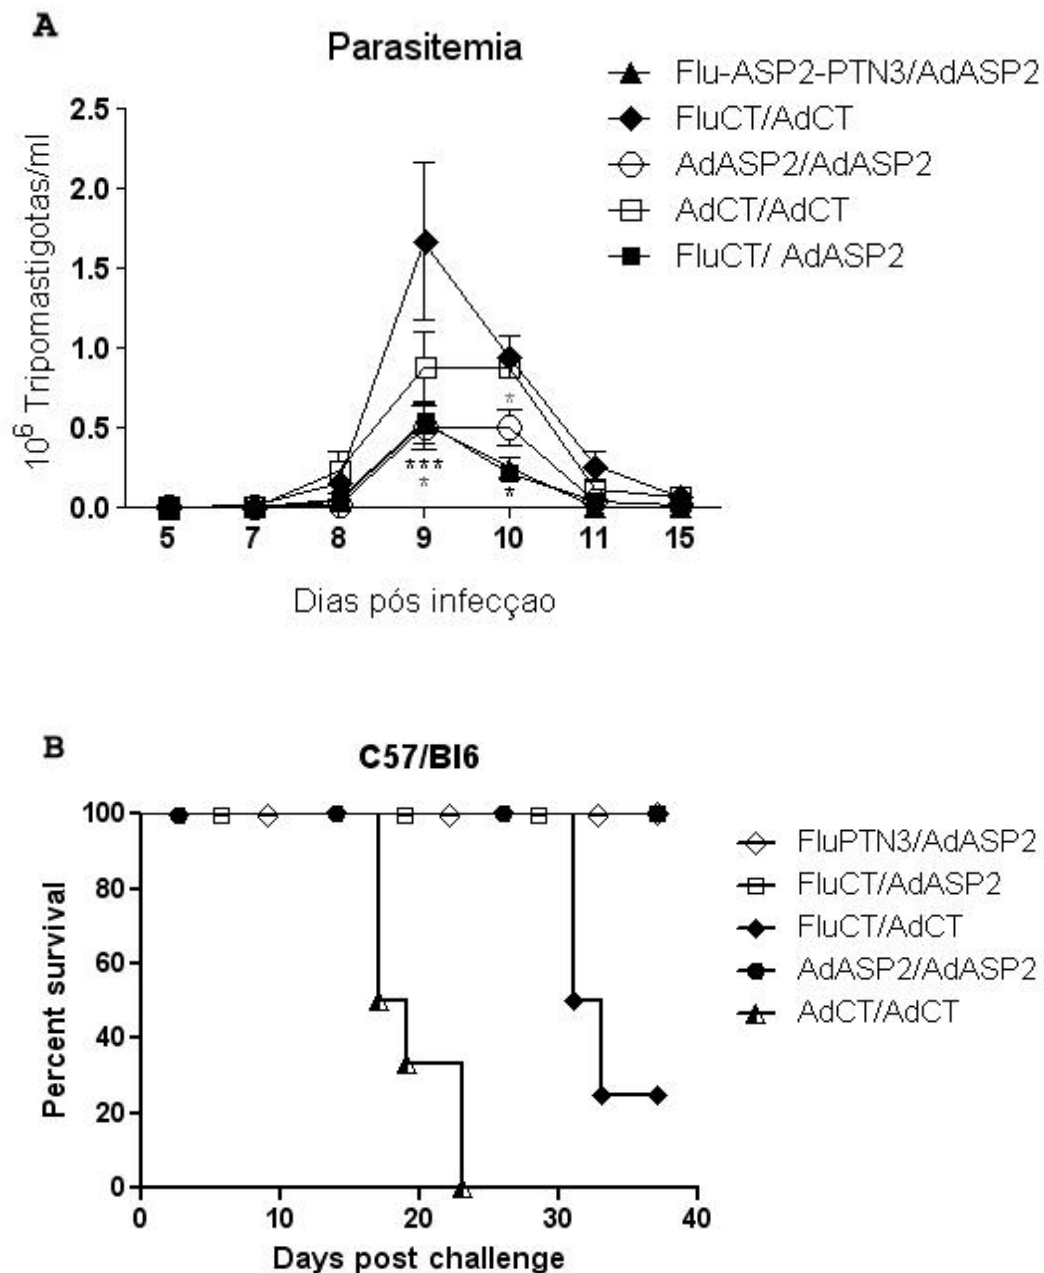 A
Parasitemia
Flu-ASP2-PTN3/AdASP2
FluCT/AdCT
AdASP2/AdASP2
AdCT/AdCT
FluCT/ AdASP2
10^6 Tripomastigotas/ml
2.5
2.0
1.5
1.0
0.5
0.0
*
***
*
*
5 7 8 9 10 11 15
Dias pós infecçao
B
C57/Bl6
Percent survival
100
80
60
40
20
0
0 10 20 30 40
Days post challenge
FluPTN3/AdASP2
FluCT/AdASP2
FluCT/AdCT
AdASP2/AdASP2
AdCT/AdCT